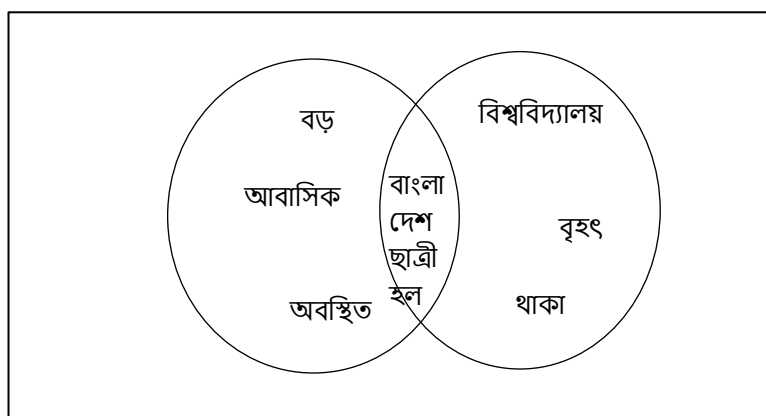 বড়
আবাসিক
অবস্থিত
বাংলা
দেশ
ছাত্রী
হল
বিশ্ববিদ্যালয়
বৃহৎ
থাকা